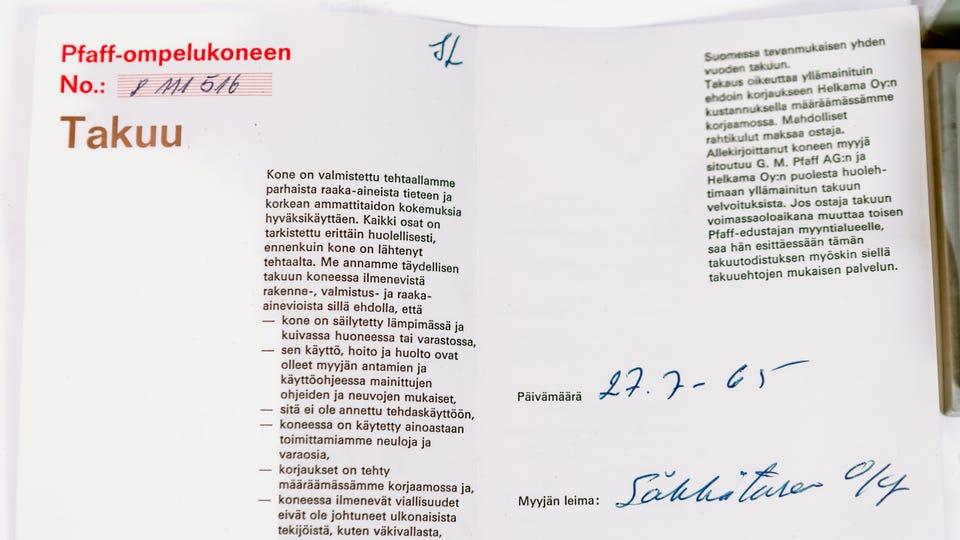 Pfaff-ompelukoneen
No.: 8 111 516
Takuu
Kone on valmistettu tehtaallamme
parhaista raaka-aineista tieteen ja
korkean ammattitaidon kokemuksia
hyväksikäyttäen. Kaikki osat on
tarkistettu erittäin huolellisesti,
ennenkuin kone on lähtenyt
tehtaalta. Me annamme täydellisen
takuun koneessa ilmenevistä
rakenne-, valmistus- ja raaka-
ainevioista sillä ehdolla, että
— kone on säilytetty lämpimässä ja
kuivassa huoneessa tai varastossa,
— sen käyttö, hoito ja huolto ovat
olleet myyjän antamien ja
käyttöohjeessa mainittujen
ohjeiden ja neuvojen mukaiset,
— sitä ei ole annettu tehdaskäyttöön,
— koneessa on käytetty ainoastaan
toimittamiamme neuloja ja
varaosia,
— korjaukset on tehty
määräämässämme korjaamossa ja,
— koneessa ilmenevät viallisuudet
eivät ole johtuneet ulkonaisista
tekijöistä, kuten väkivallasta,
Suomessa tavanmukaisen yhden
vuoden takuun.
Takaus oikeuttaa yllämainituin
ehdoin korjaukseen Helkama Oy:n
kustannuksella määräämässämme
korjaamossa. Mahdolliset
rahtikulut maksaa ostaja.
Allekirjoittanut koneen myyjä
sitoutuu G. M. Pfaff AG:n ja
Helkama Oy:n puolesta huoleh-
timaan yllämainitun takuun
velvoituksista. Jos ostaja takuun
voimassaoloaikana muuttaa toisen
Pfaff-edustajan myyntialueelle,
saa hän esittäessään tämän
takuutodistuksen myöskin siellä
takuuehtojen mukaisen palvelun.
Päivämäärä 27.7-65
Myyjän leima: O/Y